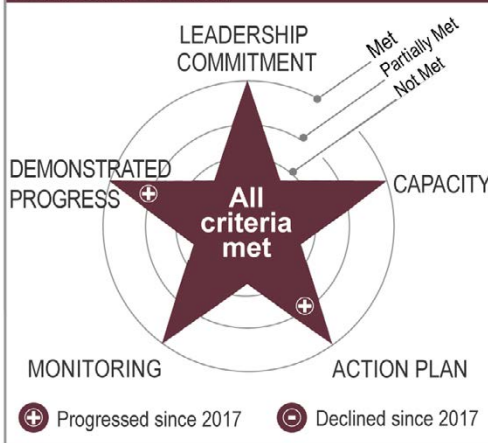 LEADERSHIP
COMMITMENT
Met
Partially Met
Not Met
DEMONSTRATED
PROGRESS
All
criteria
met
CAPACITY
MONITORING
ACTION PLAN
Progressed since 2017
Declined since 2017